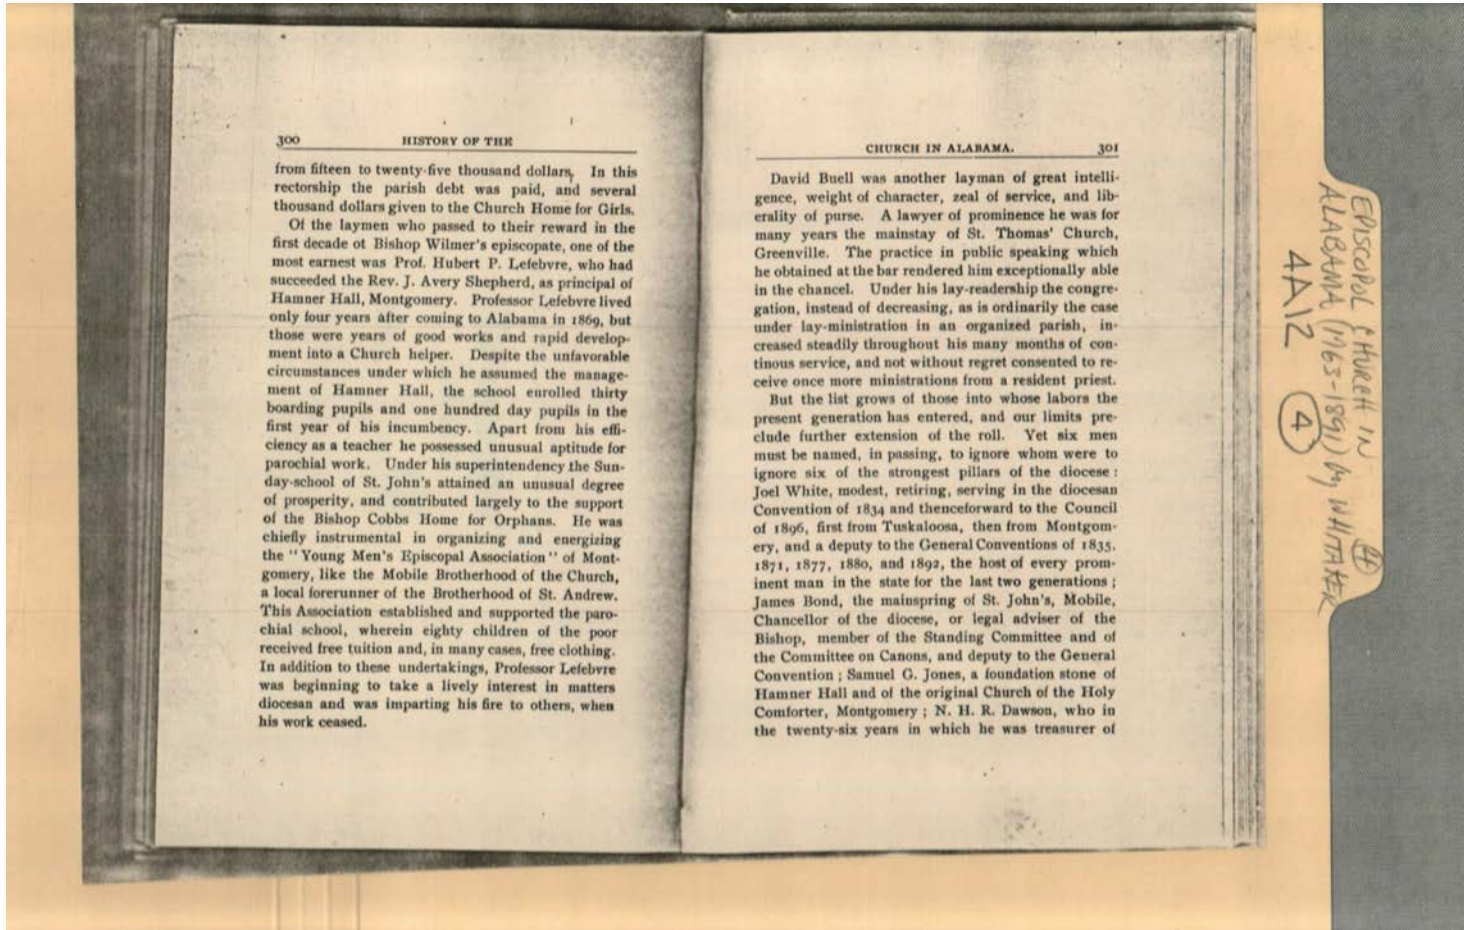 300 HISTORY OF THE
from fifteen to twenty-five thousand dollars, In this
rectorship the parish debt was paid, and several
thousand dollars given to the Church Home for Girls.
Of the laymen who passed to their reward in the
first decade ot Bishop Wilmer's episcopate, one of the
most earnest was Prof. Hubert P. Lefebvre, who had
succeeded the Rev. J. Avery Shepherd, as principal of
Hamner Hall, Montgomery. Professor Lefebvre lived
only four years after coming to Alabama in 1869, but
those were years of good works and rapid develop-
ment into a Church helper. Despite the unfavorable
circumstances under which he assumed the manage-
ment of Hamner Hall, the school enrolled thirty
boarding pupils and one hundred day pupils in the
first year of his incumbency. Apart from his effi-
ciency as a teacher he possessed unusual aptitude for
parochial work. Under his superintendency the Sun-
day-school of St. John's attained an unusual degree
of prosperity, and contributed largely to the support
of the Bishop Cobbs Home for Orphans. He was
chiefly instrumental in organizing and energizing
the "Young Men's Episcopal Association" of Mont-
gomery, like the Mobile Brotherhood of the Church,
a local forerunner of the Brotherhood of St. Andrew.
This Association established and supported the paro-
chial school, wherein eighty children of the poor
received free tuition and, in many cases, free clothing.
In addition to these undertakings, Professor Lefebvre
was beginning to take a lively interest in matters
diocesan and was imparting his fire to others, when
his work ceased.
CHURCH IN ALABAMA. 301
David Buell was another layman of great intelli-
gence, weight of character, zeal of service, and lib-
erality of purse. A lawyer of prominence he was for
many years the mainstay of St. Thomas' Church,
Greenville. The practice in public speaking which
he obtained at the bar rendered him exceptionally able
in the chancel. Under his lay-readership the congre-
gation, instead of decreasing, as is ordinarily the case
under lay-ministration in an organized parish, in-
creased steadily throughout his many months of con-
tinous service, and not without regret consented to re-
ceive once more ministrations from a resident priest.
But the list grows of those into whose labors the
present generation has entered, and our limits pre-
clude further extension of the roll. Yet six men
must be named, in passing, to ignore whom were to
ignore six of the strongest pillars of the diocese :
Joel White, modest, retiring, serving in the diocesan
Convention of 1834 and thenceforward to the Council
of 1896, first from Tuskaloosa, then from Montgom-
ery, and a deputy to the General Conventions of 1835,
1871, 1877, 1880, and 1892, the host of every prom-
inent man in the state for the last two generations ;
James Bond, the mainspring of St. John's, Mobile,
Chancellor of the diocese, or legal adviser of the
Bishop, member of the Standing Committee and of
the Committee on Canons, and deputy to the General
Convention ; Samuel G. Jones, a foundation stone of
Hamner Hall and of the original Church of the Holy
Comforter, Montgomery ; N. H. R. Dawson, who in
the twenty-six years in which he was treasurer of
EPISCOPOL CHURCH IN
ALABAMA (1763-1891) by WHITAKER
4A12 4